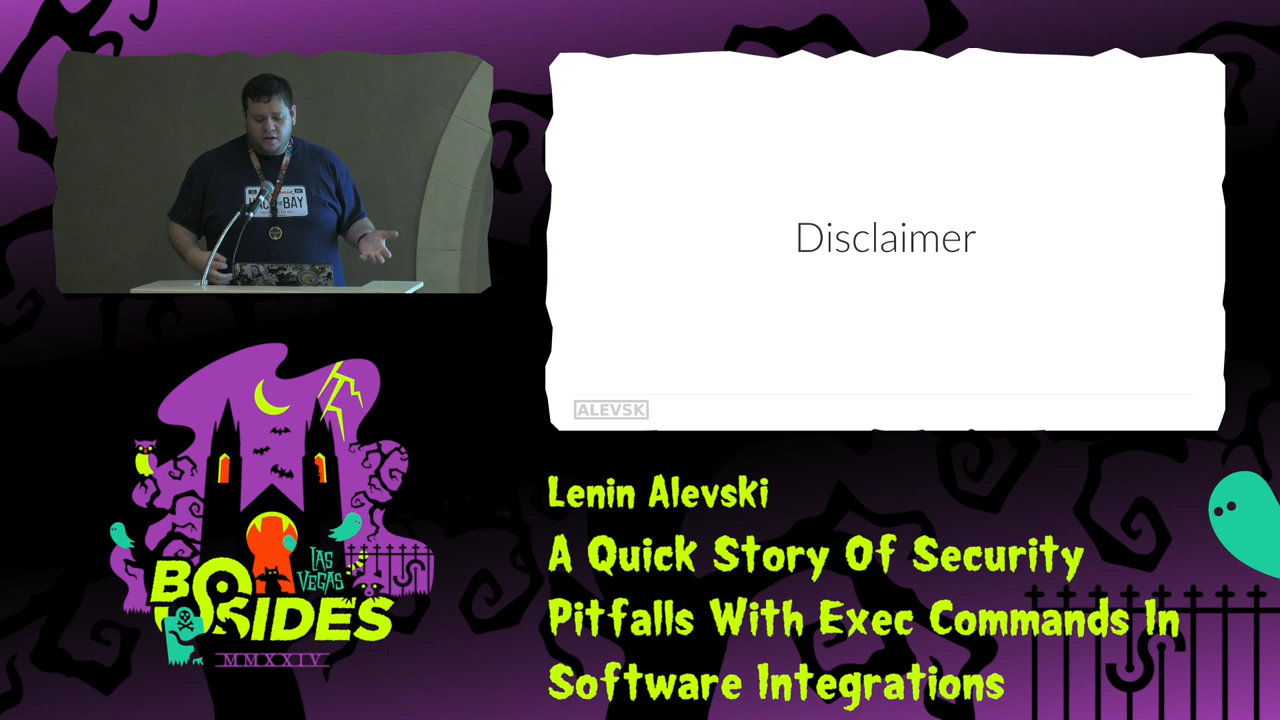 Disclaimer
ALEVSK
BAY
LAS
VEGAS
BSIDES
MMXXIV
Lenin Alevski
A Quick Story Of Security
Pitfalls With Exec Commands In
Software Integrations